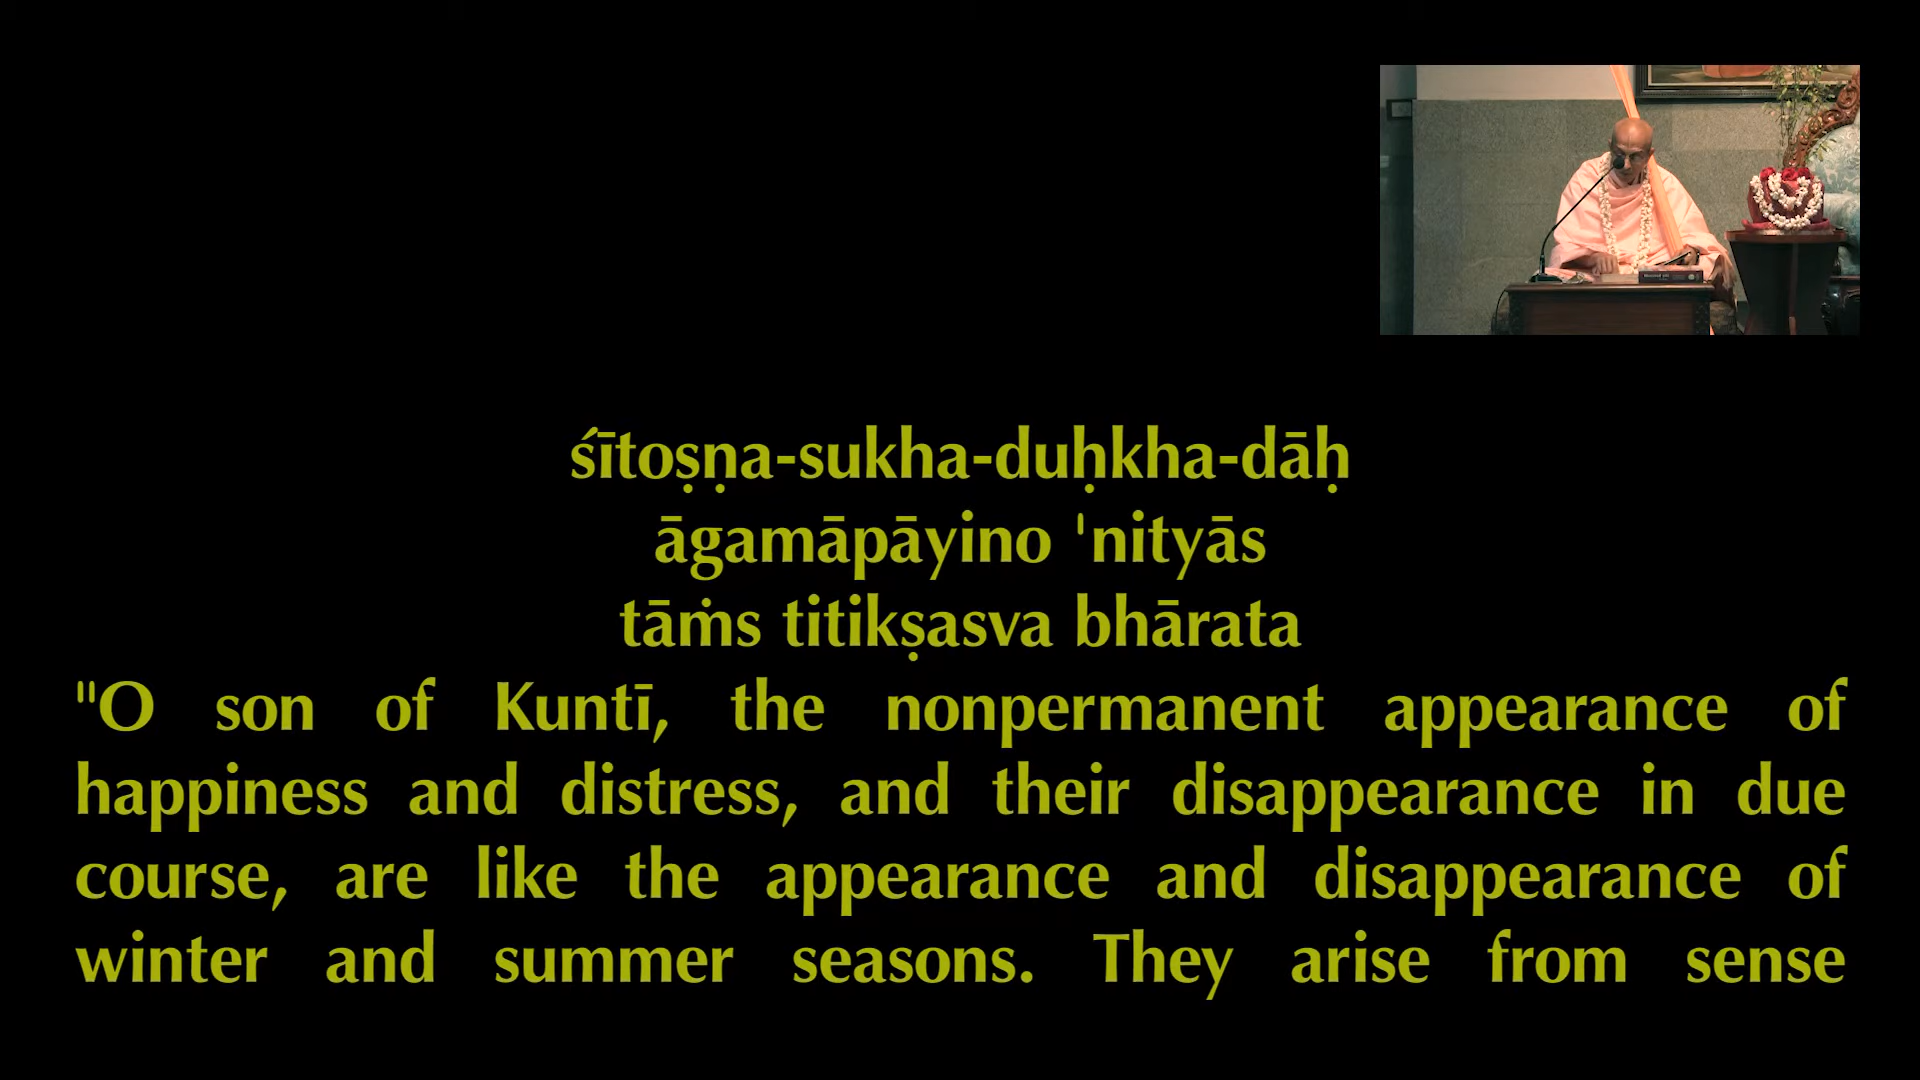 śītoṣṇa-sukha-duḥkha-dāḥ
āgamāpāyino 'nityās
tāṁs titikṣasva bhārata
"O son of Kuntī, the nonpermanent appearance of
happiness and distress, and their disappearance in due
course, are like the appearance and disappearance of
winter and summer seasons. They arise from sense